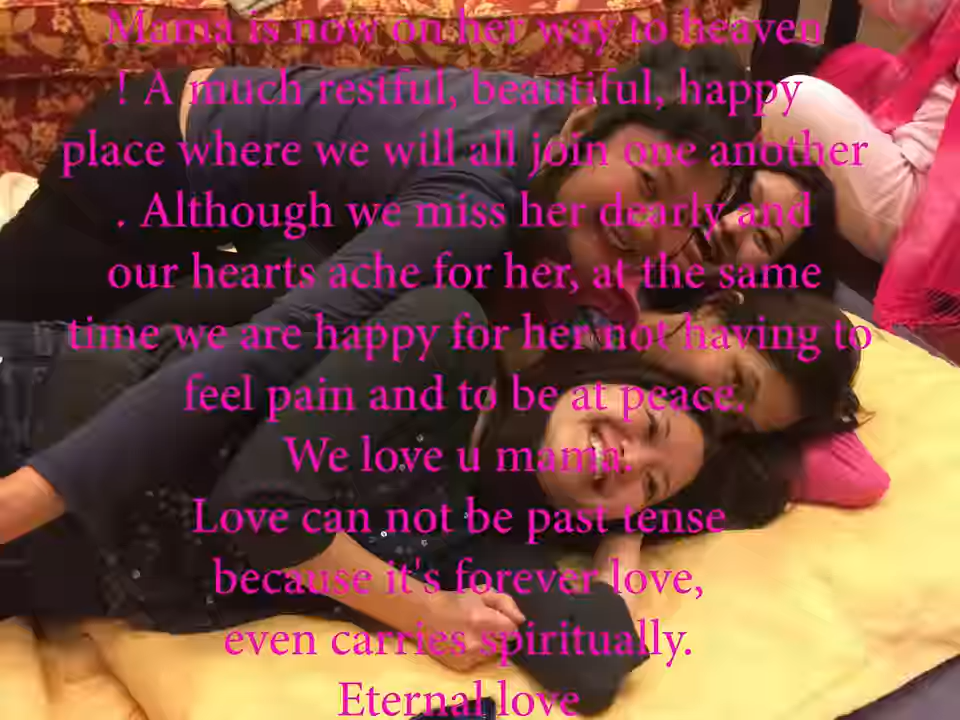 Mama is now on her way to heaven
! A much restful, beautiful, happy
place where we will all join one another
. Although we miss her dearly and
our hearts ache for her, at the same
time we are happy for her not having to
feel pain and to be at peace.
We love u mama.
Love can not be past tense
because it's forever love,
even carries spiritually.
Eternal love